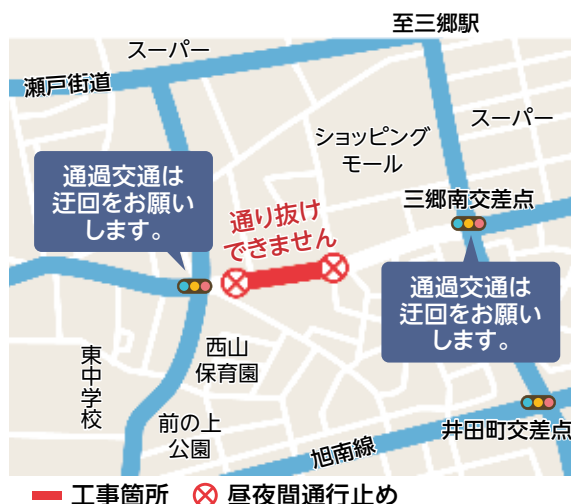 至三郷駅
スーパー
瀬戸街道
スーパー
ショッピング
モール
通過交通は
迂回をお願い
します。
三郷南交差点
通り抜け
できません
通過交通は
迂回をお願い
します。
西山
保育園
東中学校
前の上
公園
旭南線
井田町交差点
工事箇所
昼夜間通行止め